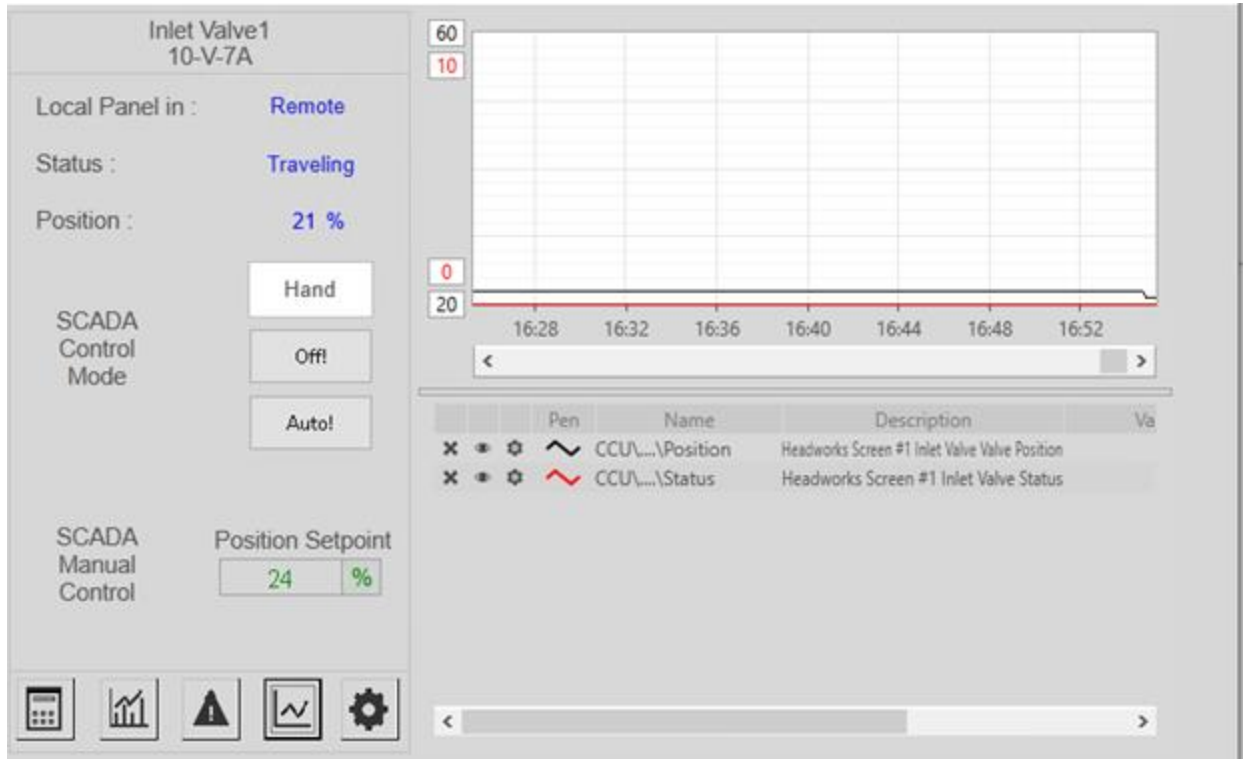 Inlet Valve1
10-V-7A
Local Panel in : Remote
Status : Traveling
Position : 21 %
SCADA
Control
Mode
Hand
Off!
Auto!
SCADA
Manual
Control
Position Setpoint
24 %
60
10
0
20
16:28 16:32 16:36 16:40 16:44 16:48 16:52
Pen Name Description Va
CCU\...\Position Headworks Screen #1 Inlet Valve Valve Position
CCU\...\Status Headworks Screen #1 Inlet Valve Status